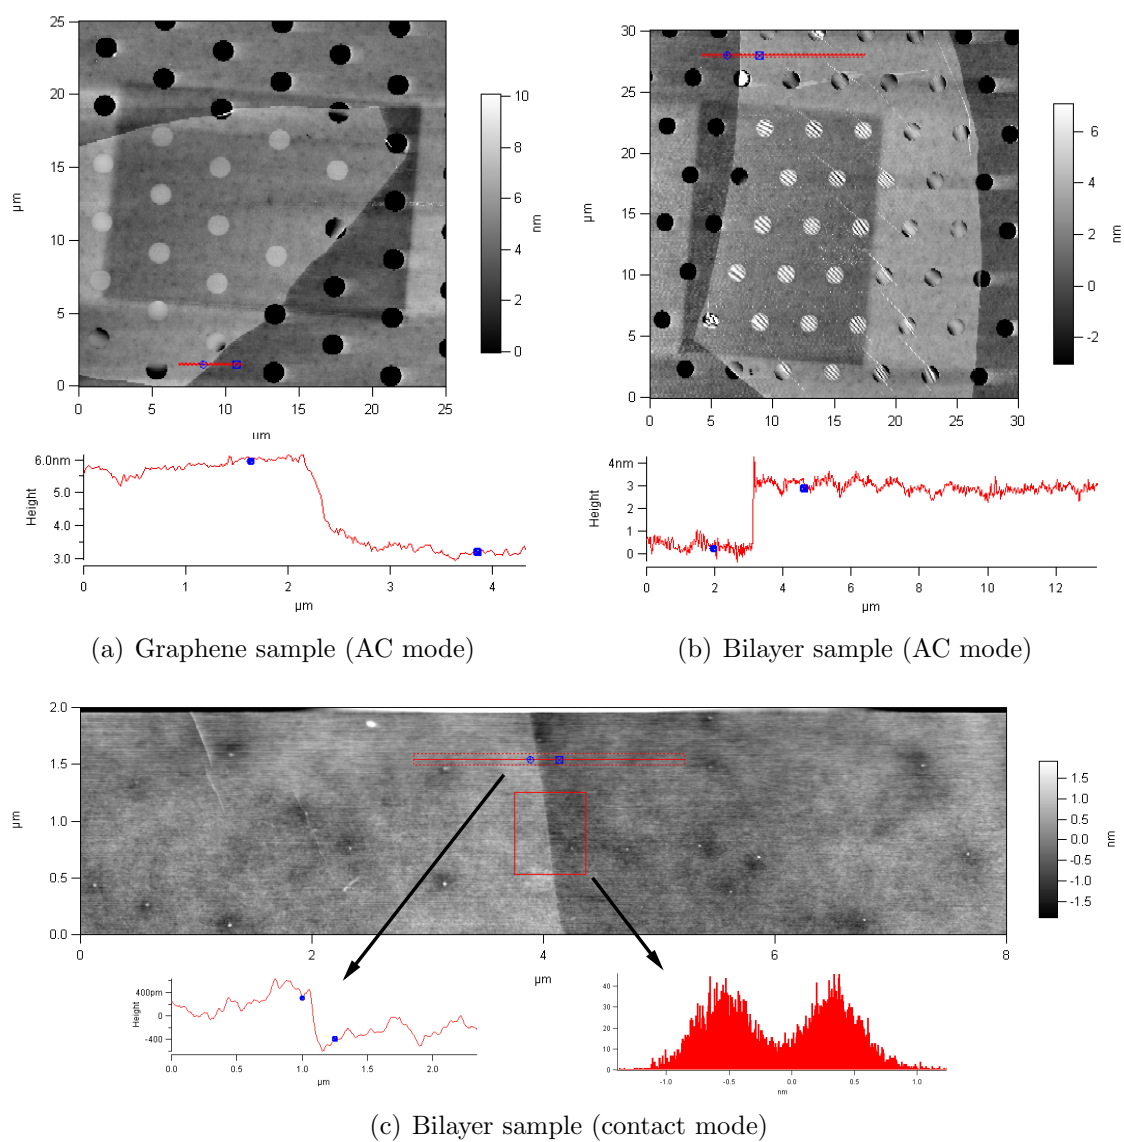 25
20
15
10
5
0
µm
0 5 10 15 20 25
µm
10
8
6
4
2
0
nm
30
25
20
15
10
5
0
µm
0 5 10 15 20 25 30
6
4
2
0
-2
nm
6.0nm
5.0
4.0
3.0
Height
0 1 2 3 4
µm
4nm
3
2
1
0
Height
0 2 4 6 8 10 12
µm
(a) Graphene sample (AC mode)
(b) Bilayer sample (AC mode)
2.0
1.5
1.0
0.5
0.0
µm
0 2 4 6 8
µm
1.5
1.0
0.5
0.0
-0.5
-1.0
-1.5
nm
400pm
0
-400
Height
0.0 0.5 1.0 1.5 2.0
µm
40
30
20
10
0
-1.0 -0.5 0.0 0.5 1.0
nm
(c) Bilayer sample (contact mode)